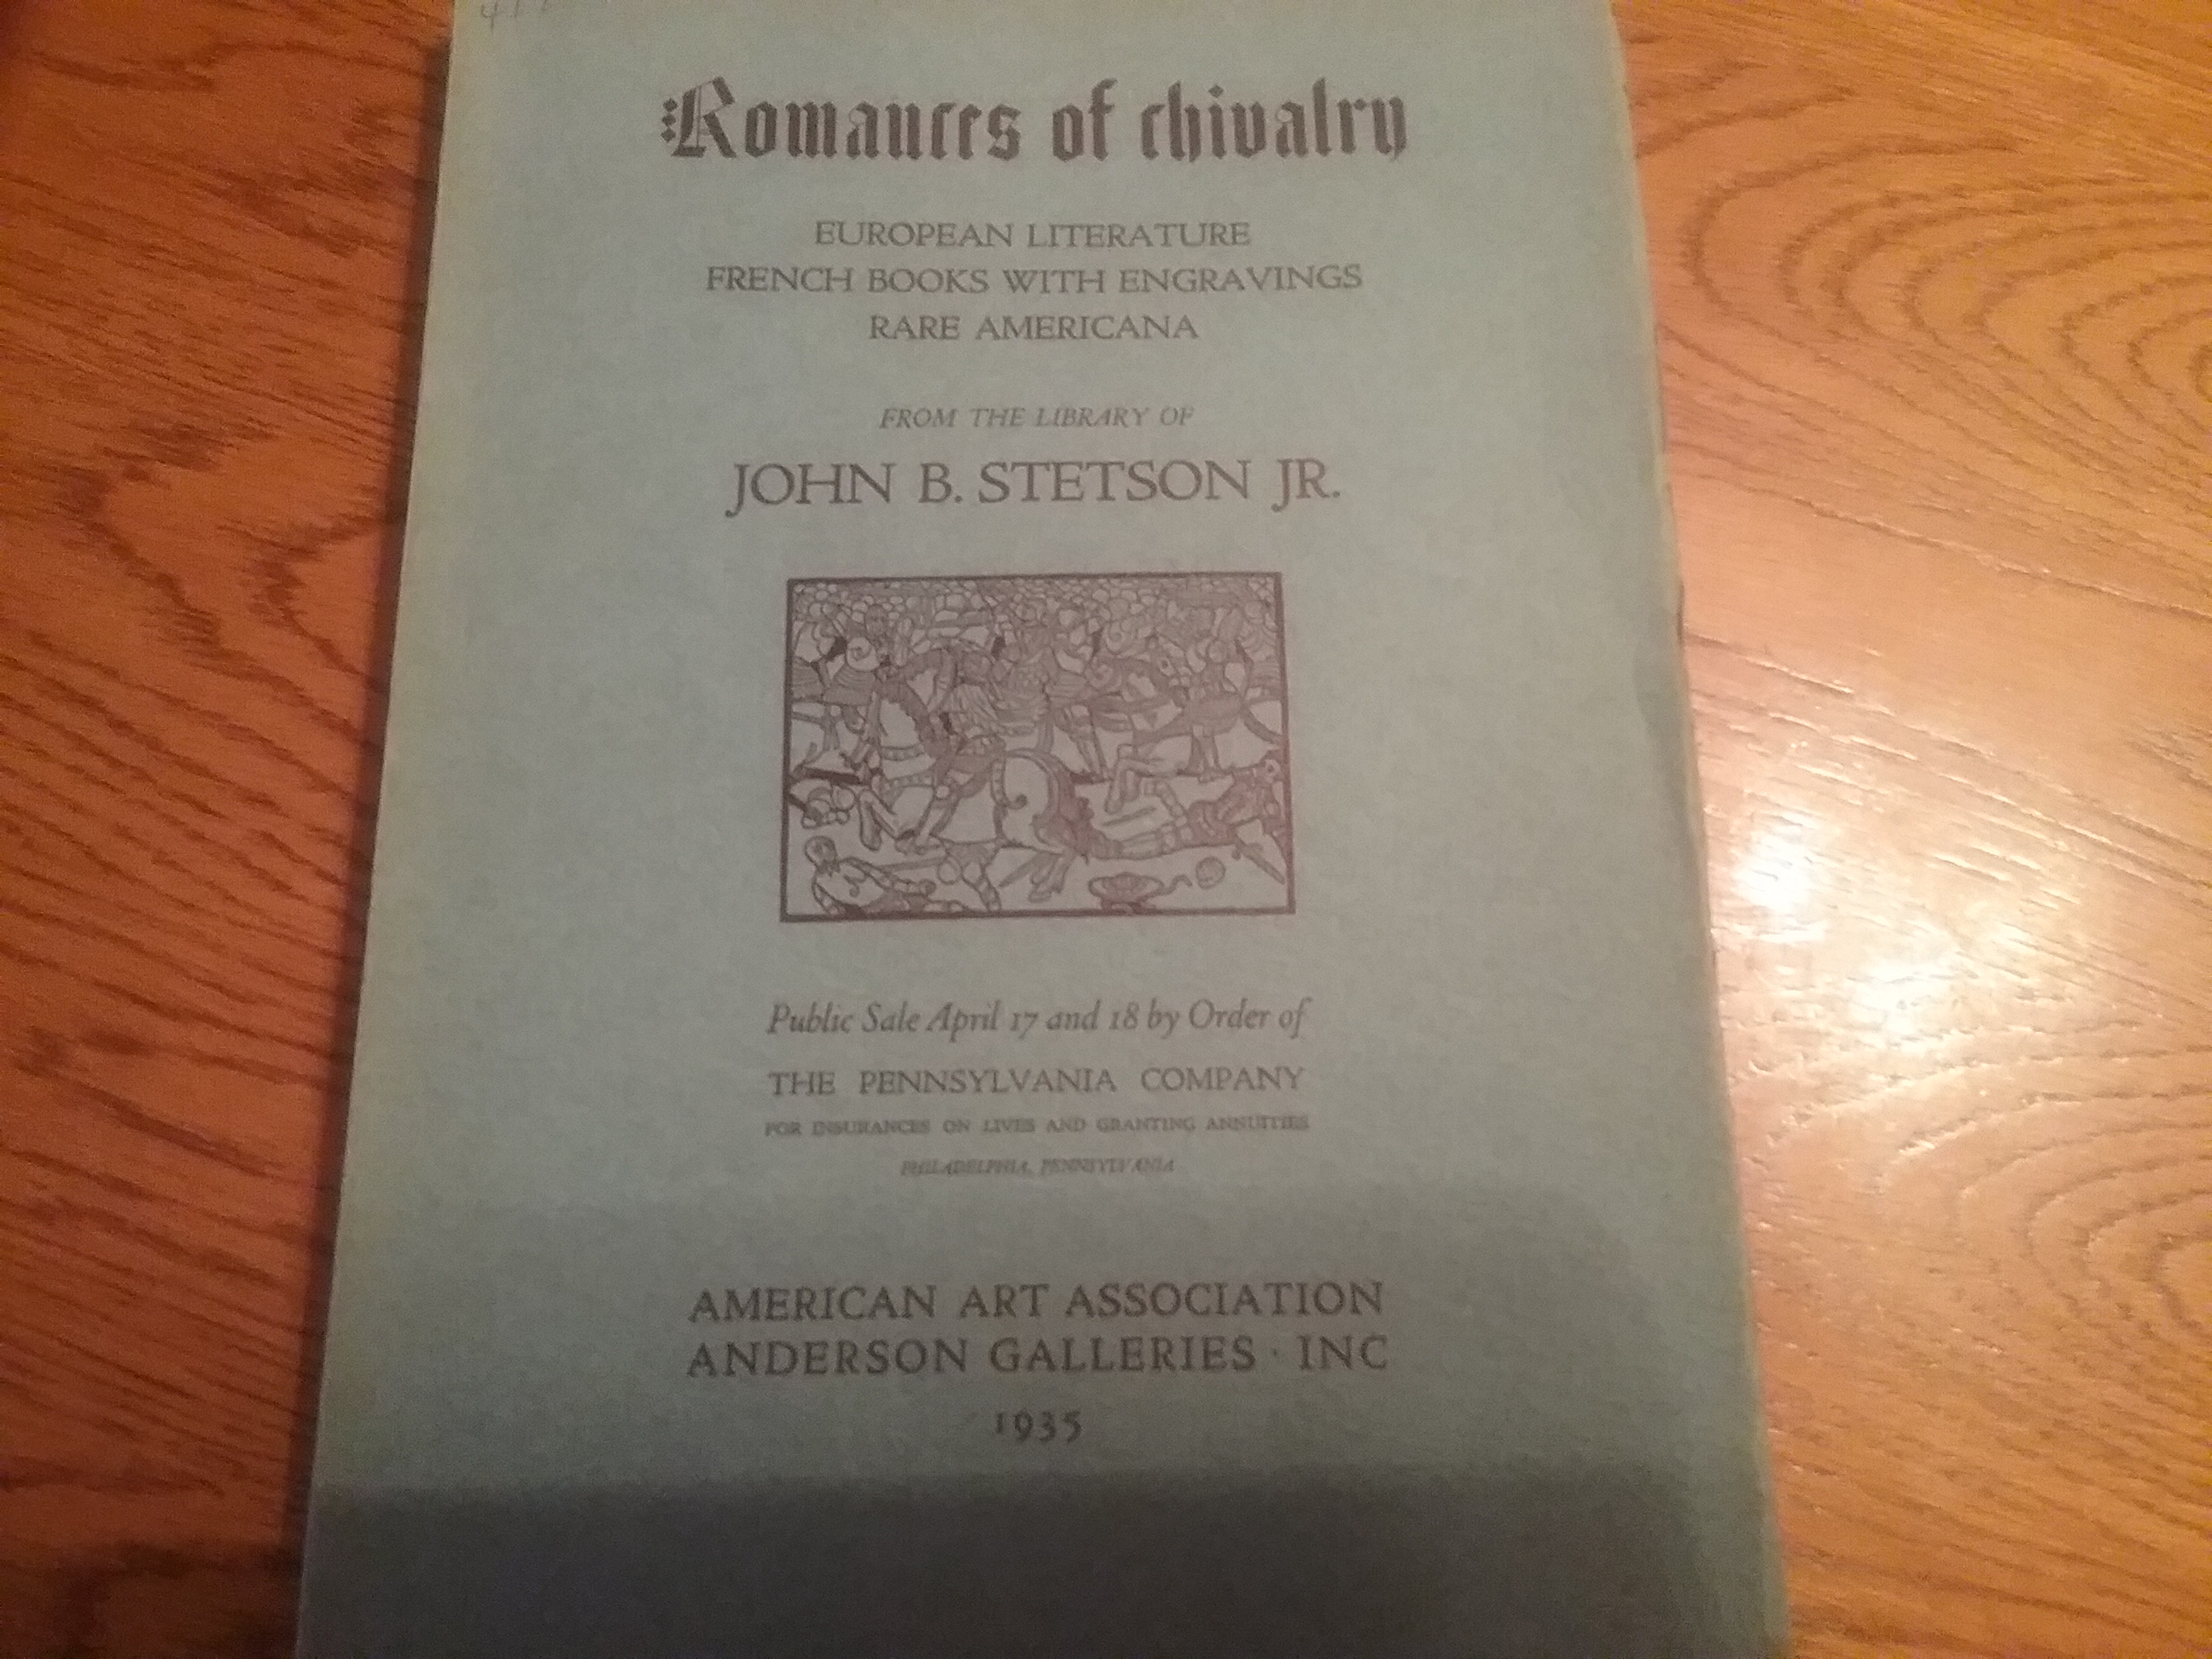 Romances of chivalry
EUROPEAN LITERATURE
FRENCH BOOKS WITH ENGRAVINGS
RARE AMERICANA
FROM THE LIBRARY OF
JOHN B. STETSON JR.
Public Sale April 17 and 18 by Order of
THE PENNSYLVANIA COMPANY
FOR INSURANCES ON LIVES AND GRANTING ANNUITIES
PHILADELPHIA, PENNSYLVANIA
AMERICAN ART ASSOCIATION
ANDERSON GALLERIES · INC
1935